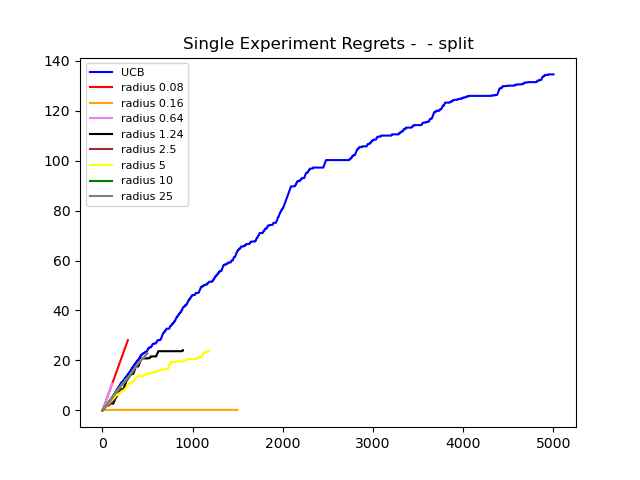 Single Experiment Regrets -  - split
140
120
100
80
60
40
20
0
UCB
radius 0.08
radius 0.16
radius 0.64
radius 1.24
radius 2.5
radius 5
radius 10
radius 25
0 1000 2000 3000 4000 5000